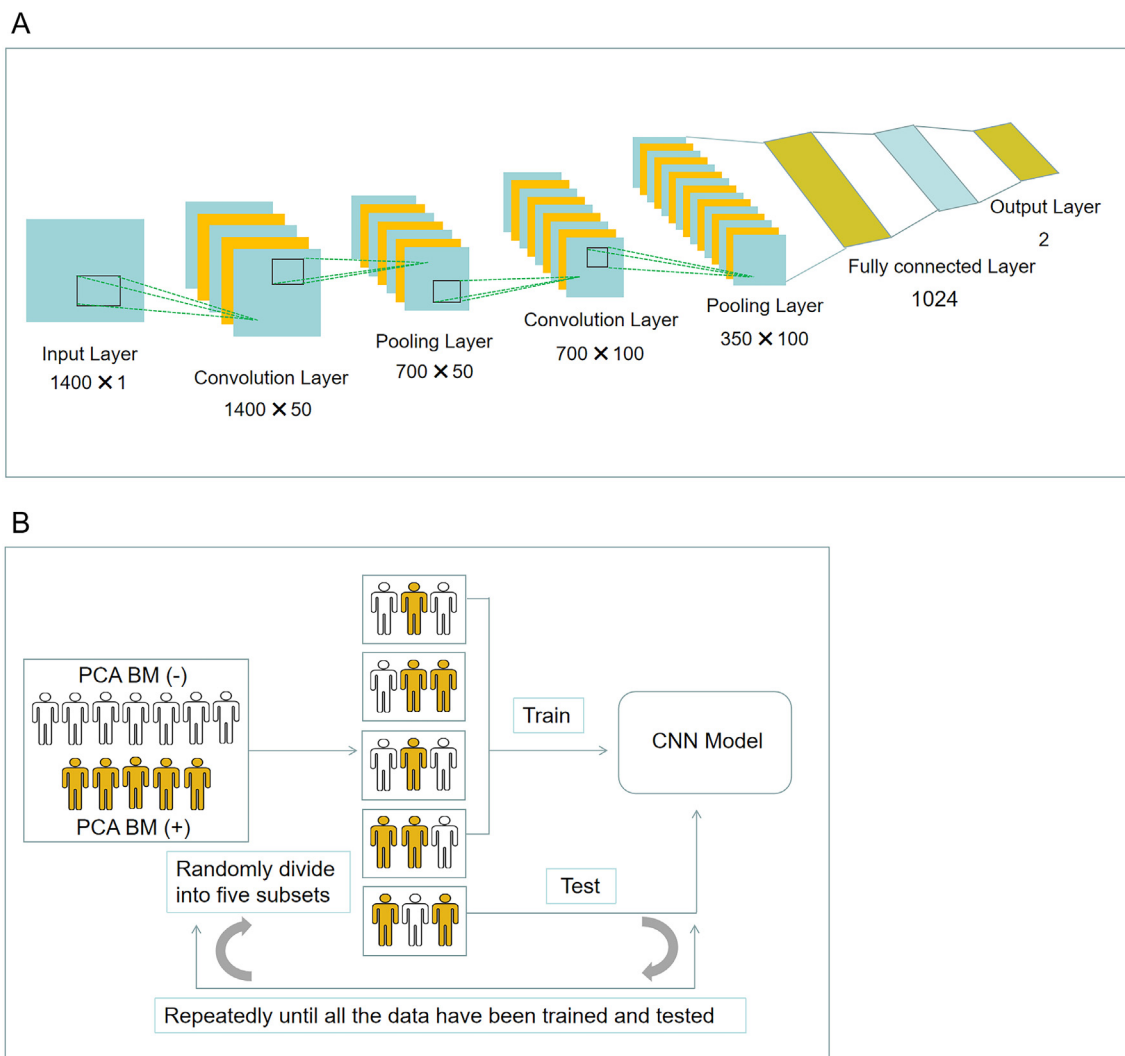 A
Input Layer
1400 × 1
Convolution Layer
1400 × 50
Pooling Layer
700 × 50
Convolution Layer
700 × 100
Pooling Layer
350 × 100
Fully connected Layer
1024
Output Layer
2
B
PCA BM (-)
PCA BM (+)
Randomly divide
into five subsets
Train
Test
CNN Model
Repeatedly until all the data have been trained and tested